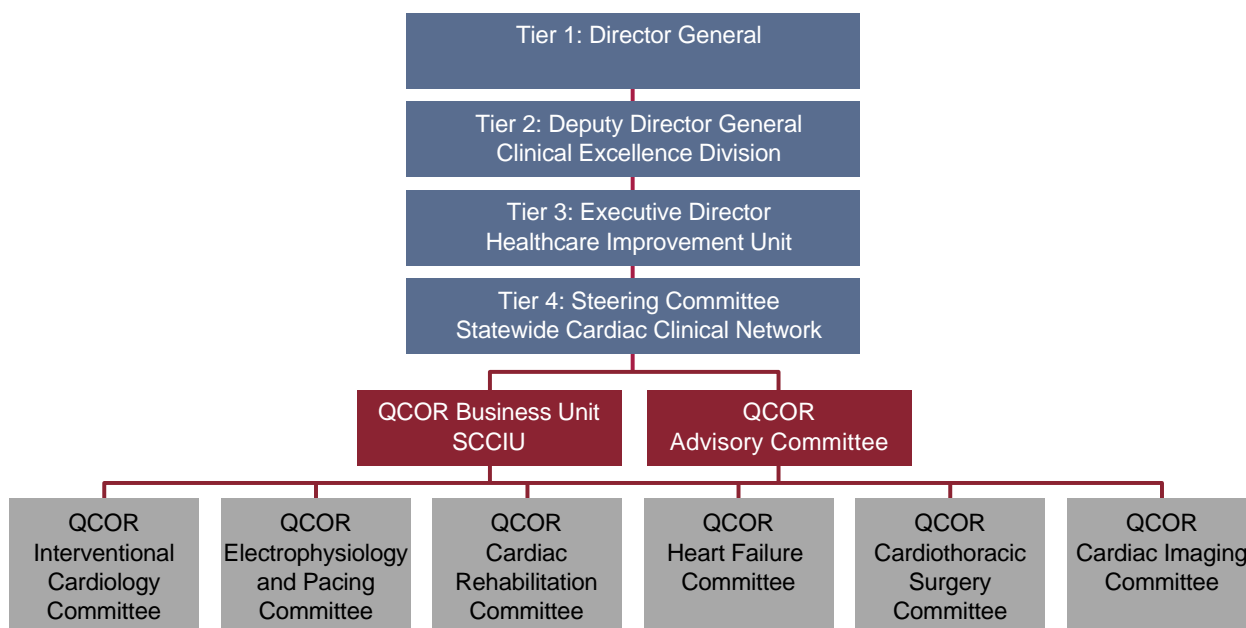 Tier 1: Director General
Tier 2: Deputy Director General
Clinical Excellence Division
Tier 3: Executive Director
Healthcare Improvement Unit
Tier 4: Steering Committee
Statewide Cardiac Clinical Network
QCOR Business Unit
SCCIU
QCOR
Advisory Committee
QCOR
Interventional
Cardiology
Committee
QCOR
Electrophysiology
and Pacing
Committee
QCOR
Cardiac
Rehabilitation
Committee
QCOR
Heart Failure
Committee
QCOR
Cardiothoracic
Surgery
Committee
QCOR
Cardiac Imaging
Committee